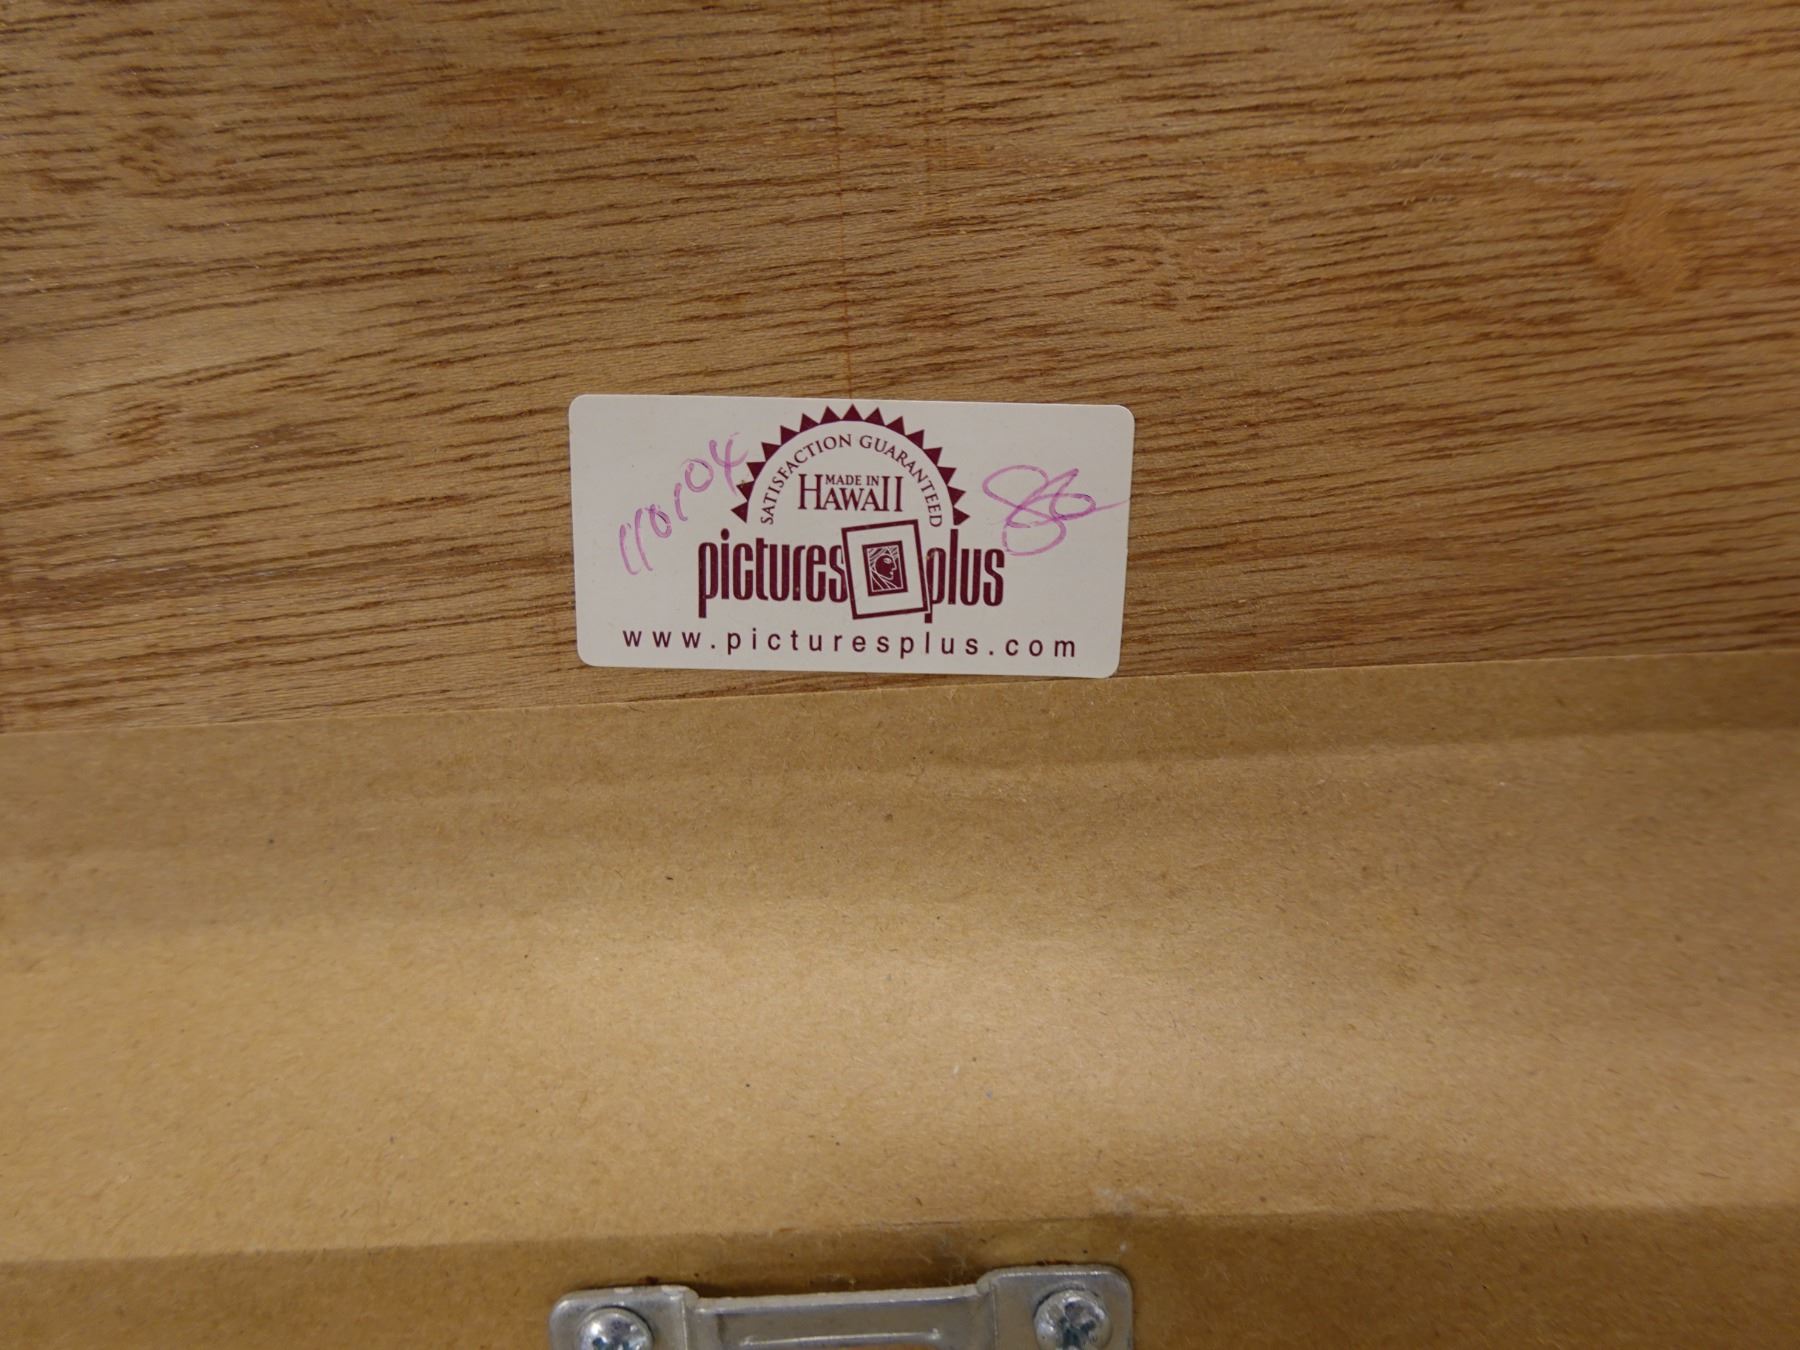 SATISFACTION GUARANTEED
MADE IN
HAWAII
110104
pictures plus
www.picturesplus.com